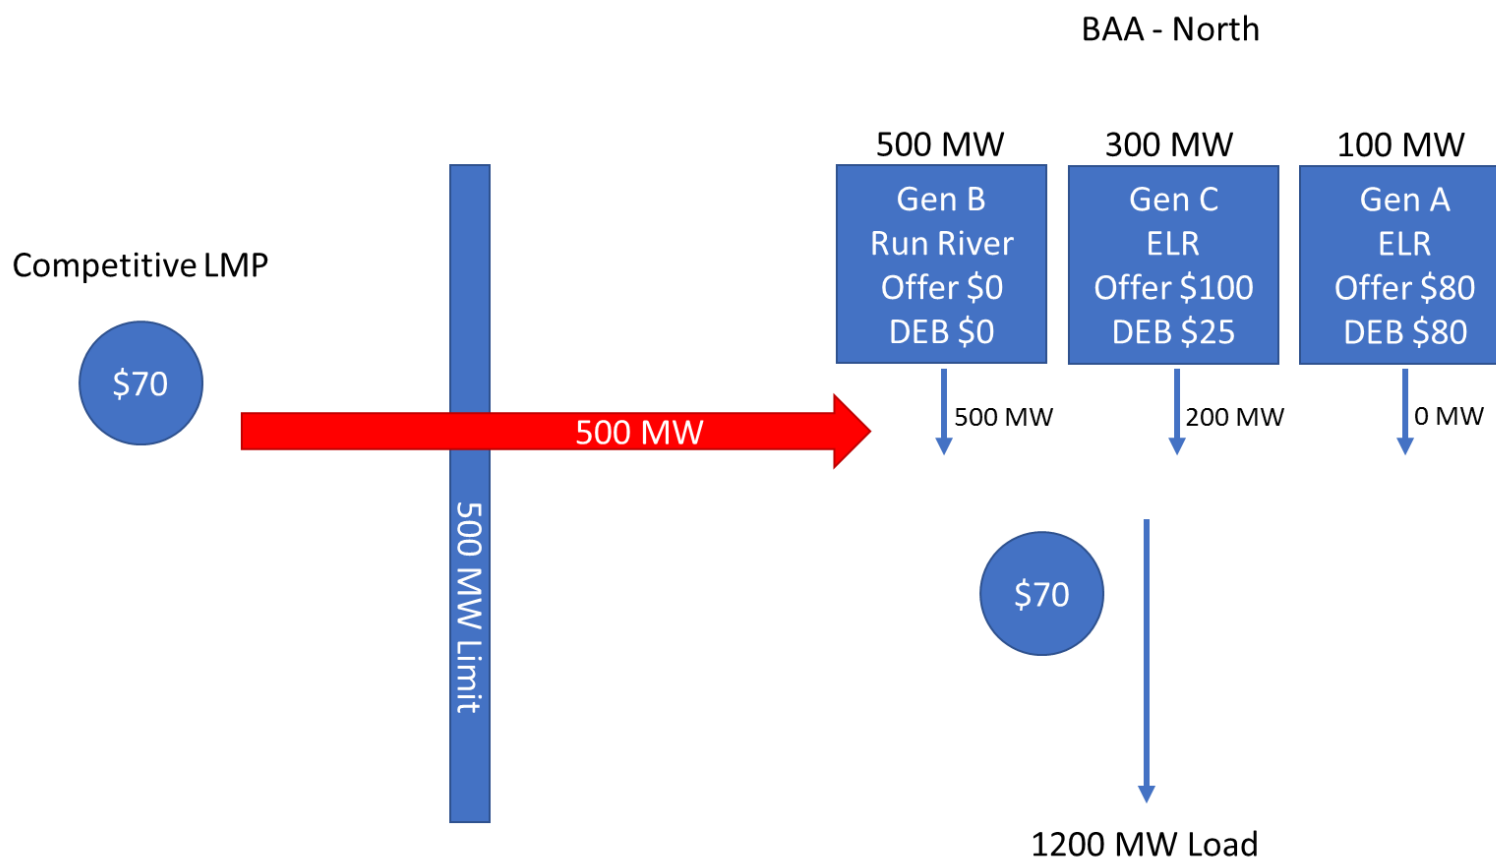 BAA - North
500 MW
300 MW
100 MW
Gen B
Run River
Offer $0
DEB $0
Gen C
ELR
Offer $100
DEB $25
Gen A
ELR
Offer $80
DEB $80
Competitive LMP
$70
500 MW
500 MW Limit
500 MW
200 MW
0 MW
$70
1200 MW Load